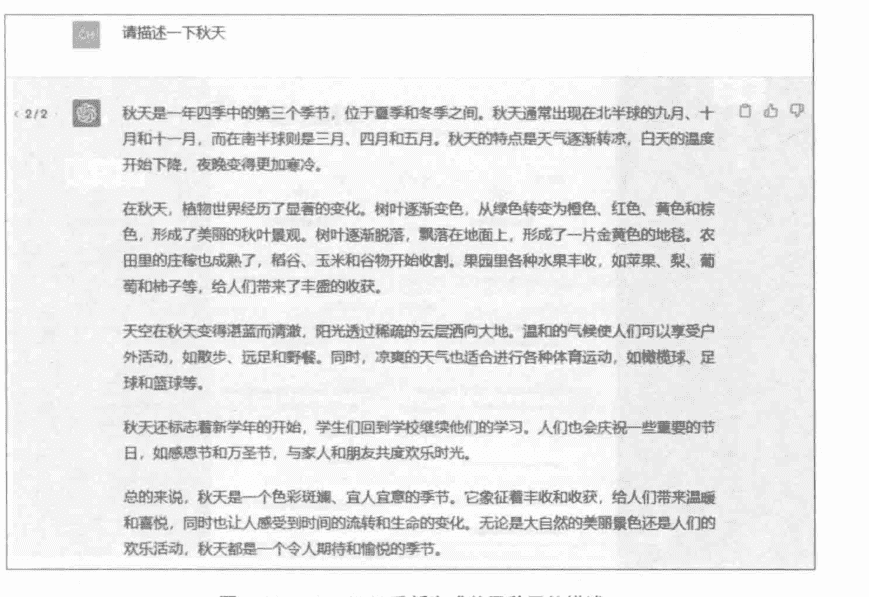 CH
请描述一下秋天
< 2/2 >
秋天是一年四季中的第三个季节，位于夏季和冬季之间。秋天通常出现在北半球的九月、十
月和十一月，而在南半球则是三月、四月和五月。秋天的特点是天气逐渐转凉，白天的温度
开始下降，夜晚变得更加寒冷。
在秋天，植物世界经历了显著的变化。树叶逐渐变色，从绿色转变为橙色、红色、黄色和棕
色，形成了美丽的秋叶景观。树叶逐渐脱落，飘落在地面上，形成了一片金黄色的地毯。农
田里的庄稼也成熟了，稻谷、玉米和谷物开始收割。果园里各种水果丰收，如苹果、梨、葡
萄和柿子等，给人们带来了丰盛的收获。
天空在秋天变得湛蓝而清澈，阳光透过稀疏的云层洒向大地。温和的气候使人们可以享受户
外活动，如散步、远足和野餐。同时，凉爽的天气也适合进行各种体育运动，如橄榄球、足
球和篮球等。
秋天还标志着新学年的开始，学生们回到学校继续他们的学习。人们也会庆祝一些重要的节
日，如感恩节和万圣节，与家人和朋友共度欢乐时光。
总的来说，秋天是一个色彩斑斓、宜人宜意的季节。它象征着丰收和收获，给人们带来温暖
和喜悦，同时也让人感受到时间的流转和生命的变化。无论是大自然的美丽景色还是人们的
欢乐活动，秋天都是一个令人期待和愉悦的季节。